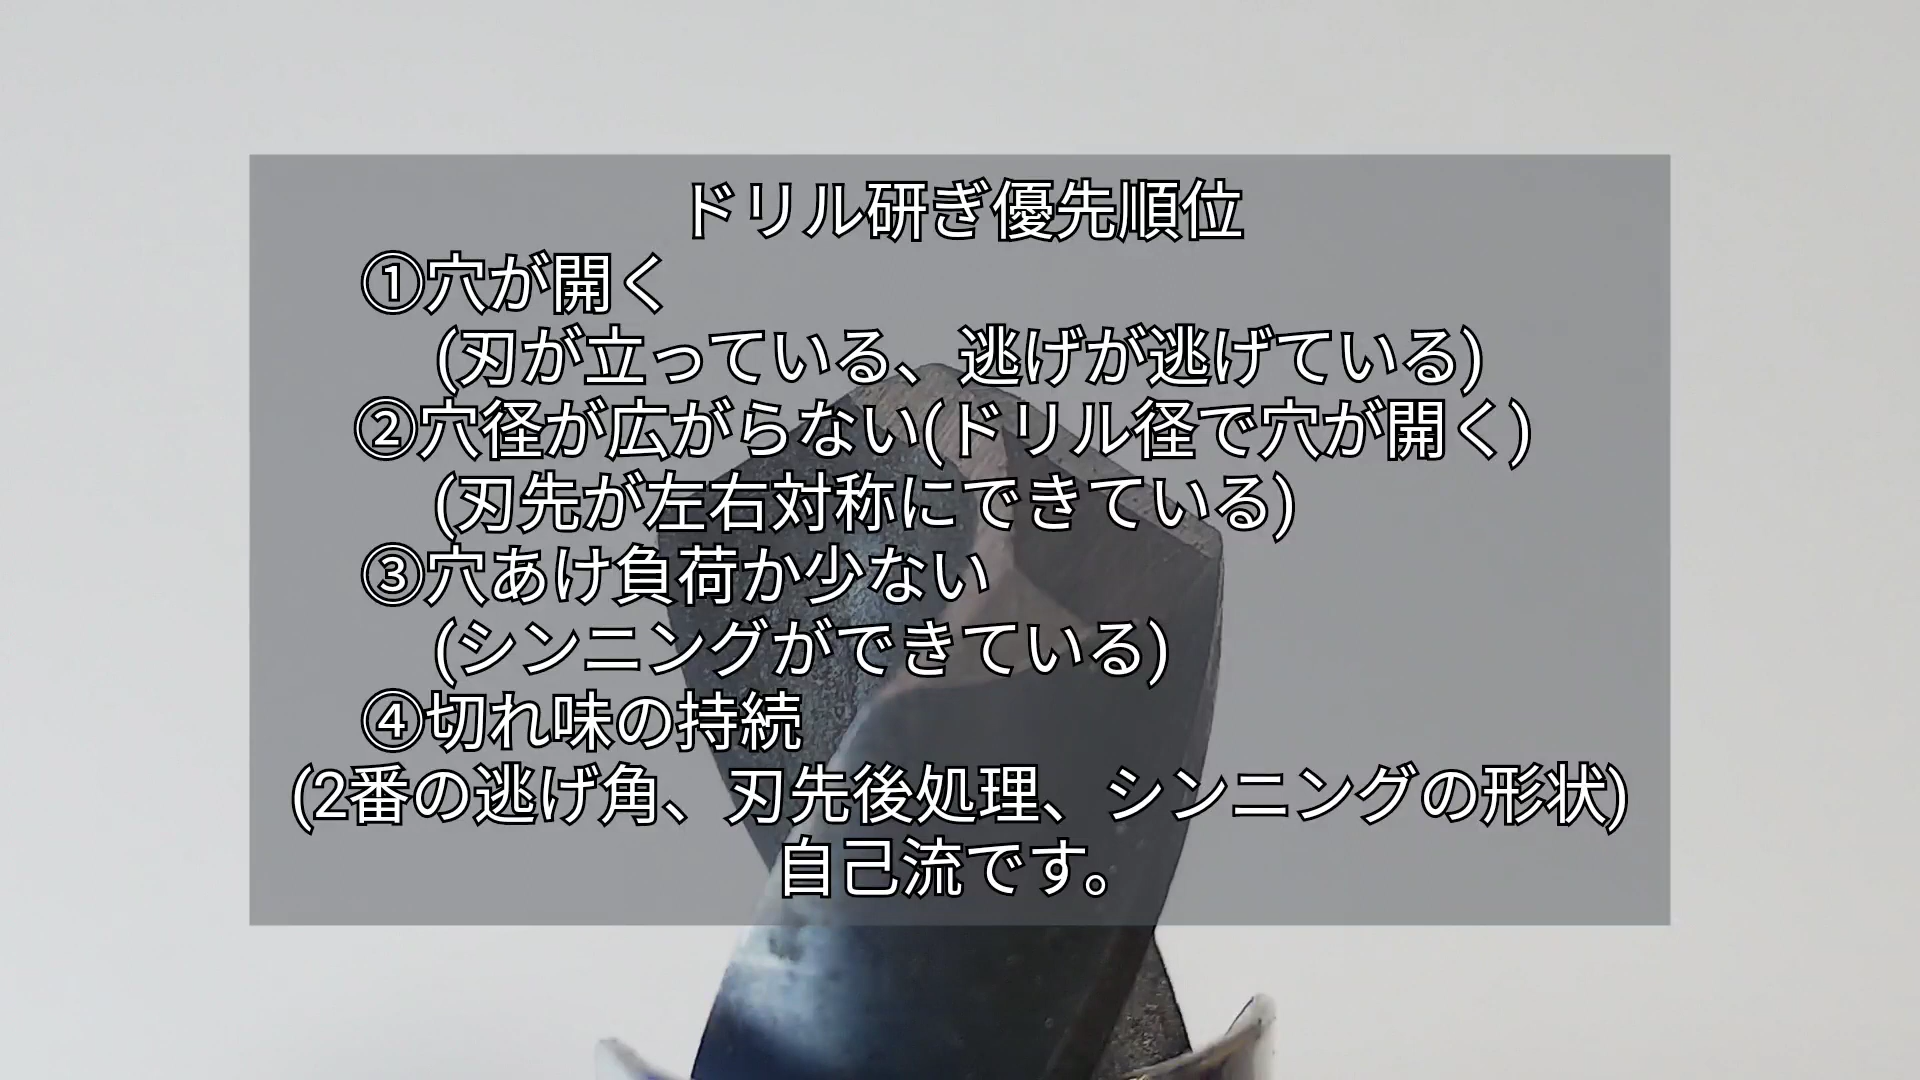 ドリル研ぎ優先順位
①穴が開く
(刃が立っている、逃げが逃げている)
②穴径が広がらない(ドリル径で穴が開く)
(刃先が左右対称にできている)
③穴あけ負荷か少ない
(シンニングができている)
④切れ味の持続
(2番の逃げ角、刃先後処理、シンニングの形状)
自己流です。